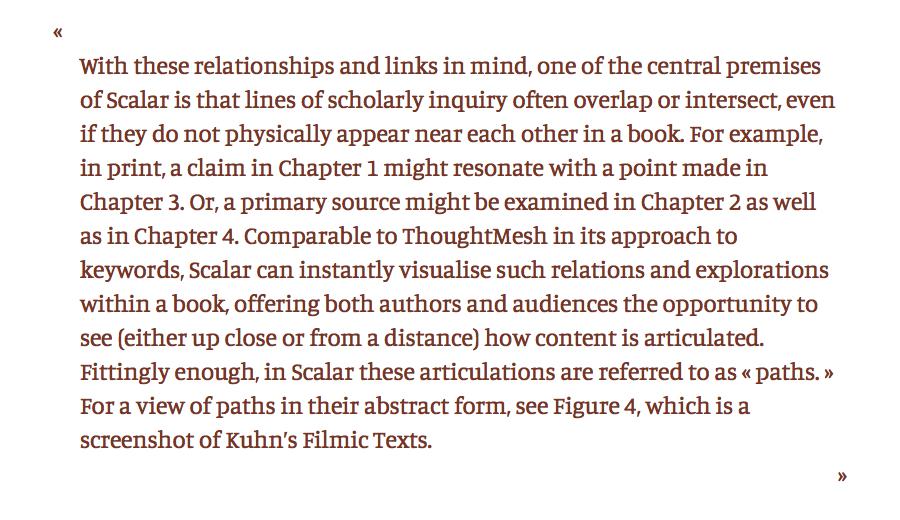 «
With these relationships and links in mind, one of the central premises
of Scalar is that lines of scholarly inquiry often overlap or intersect, even
if they do not physically appear near each other in a book. For example,
in print, a claim in Chapter 1 might resonate with a point made in
Chapter 3. Or, a primary source might be examined in Chapter 2 as well
as in Chapter 4. Comparable to ThoughtMesh in its approach to
keywords, Scalar can instantly visualise such relations and explorations
within a book, offering both authors and audiences the opportunity to
see (either up close or from a distance) how content is articulated.
Fittingly enough, in Scalar these articulations are referred to as « paths. »
For a view of paths in their abstract form, see Figure 4, which is a
screenshot of Kuhn’s Filmic Texts.
»